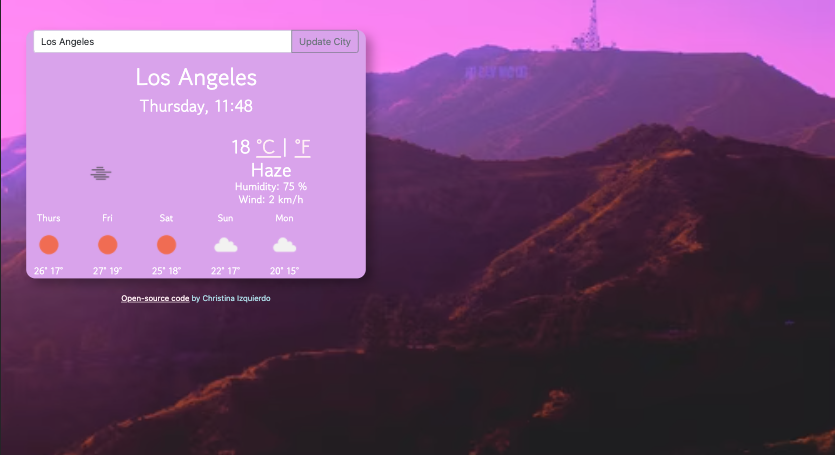 Los Angeles Update City
Los Angeles
Thursday, 11:48
18 °C | °F
Haze
Humidity: 75 %
Wind: 2 km/h
Thurs Fri Sat Sun Mon
26° 17° 27° 19° 25° 18° 22° 17° 20° 15°
Open-source code by Christina Izquierdo